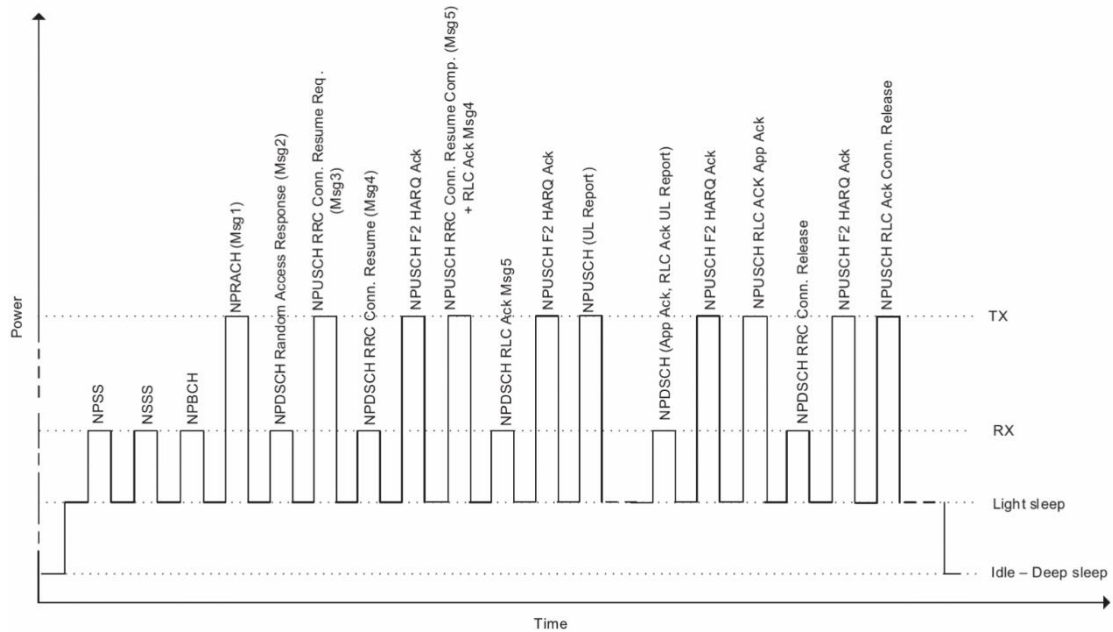 Power
NPSS
NSSS
NPBCH
NPRACH (Msg1)
NPDSCH Random Access Response (Msg2)
NPUSCH RRC Conn. Resume Req.
(Msg3)
NPDSCH RRC Conn. Resume (Msg4)
NPUSCH F2 HARQ Ack
NPUSCH RRC Conn. Resume Comp. (Msg5)
+ RLC Ack Msg4
NPDSCH RLC Ack Msg5
NPUSCH F2 HARQ Ack
NPUSCH (UL Report)
NPDSCH (App Ack, RLC Ack UL Report)
NPUSCH F2 HARQ Ack
NPUSCH RLC ACK App Ack
NPDSCH RRC Conn. Release
NPUSCH F2 HARQ Ack
NPUSCH RLC Ack Conn. Release
TX
RX
Light sleep
Idle – Deep sleep
Time